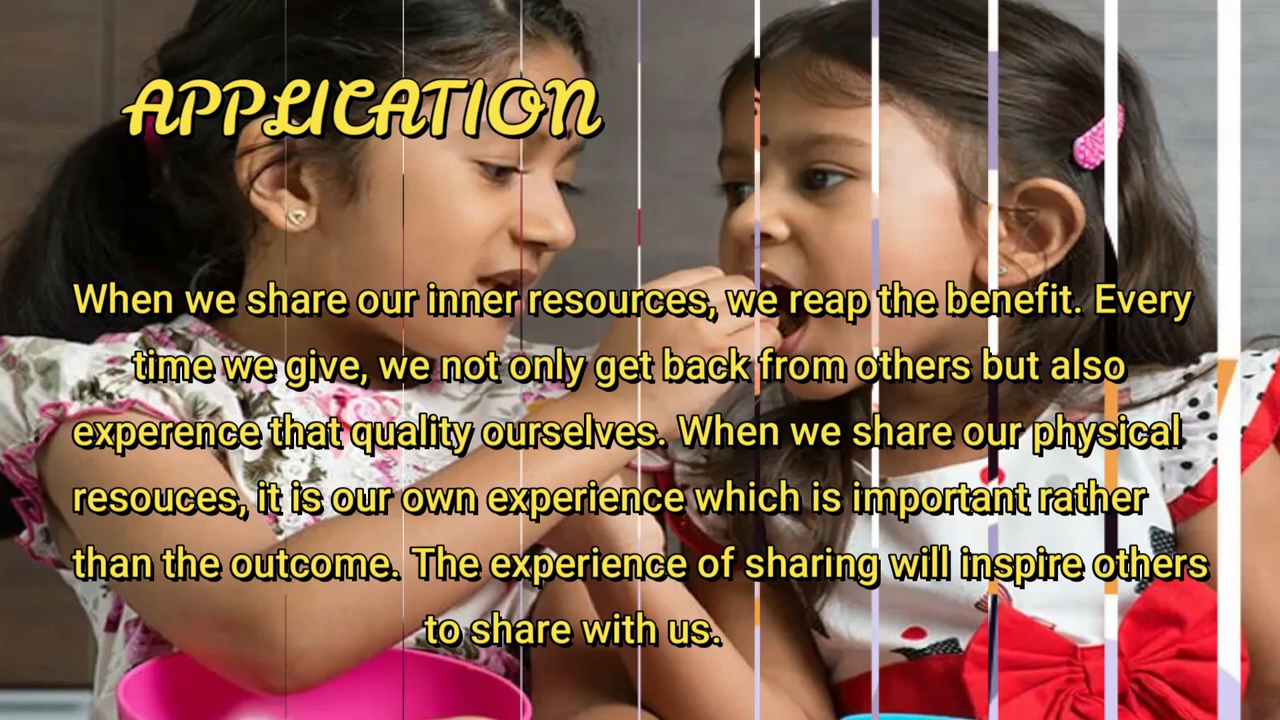 APPLICATION
When we share our inner resources, we reap the benefit. Every
time we give, we not only get back from others but also
experence that quality ourselves. When we share our physical
resouces, it is our own experience which is important rather
than the outcome. The experience of sharing will inspire others
to share with us.